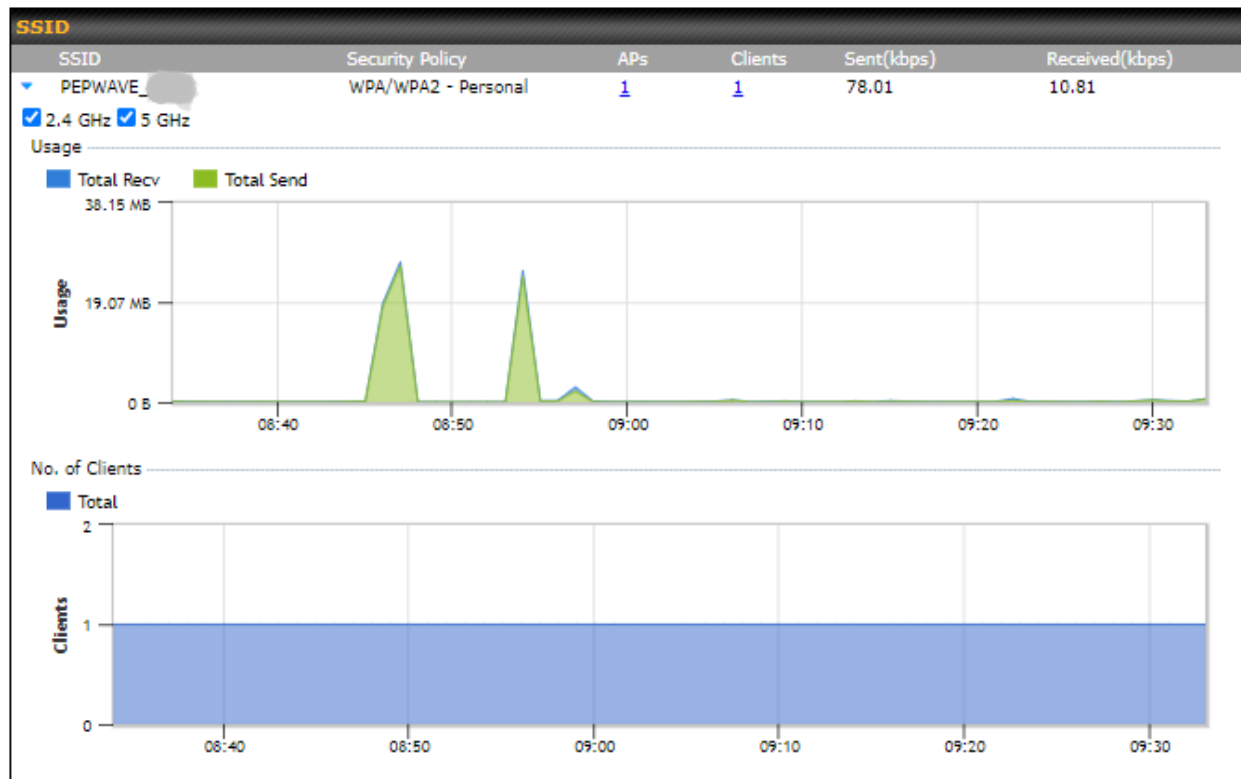 SSID
SSID Security Policy APs Clients Sent(kbps) Received(kbps)
PEPWAVE_ WPA/WPA2 - Personal 1 1 78.01 10.81
2.4 GHz 5 GHz
Usage
Total Recv Total Send
38.15 MB
Usage
19.07 MB
0 B
08:40 08:50 09:00 09:10 09:20 09:30
No. of Clients
Total
2
Clients
1
0
08:40 08:50 09:00 09:10 09:20 09:30